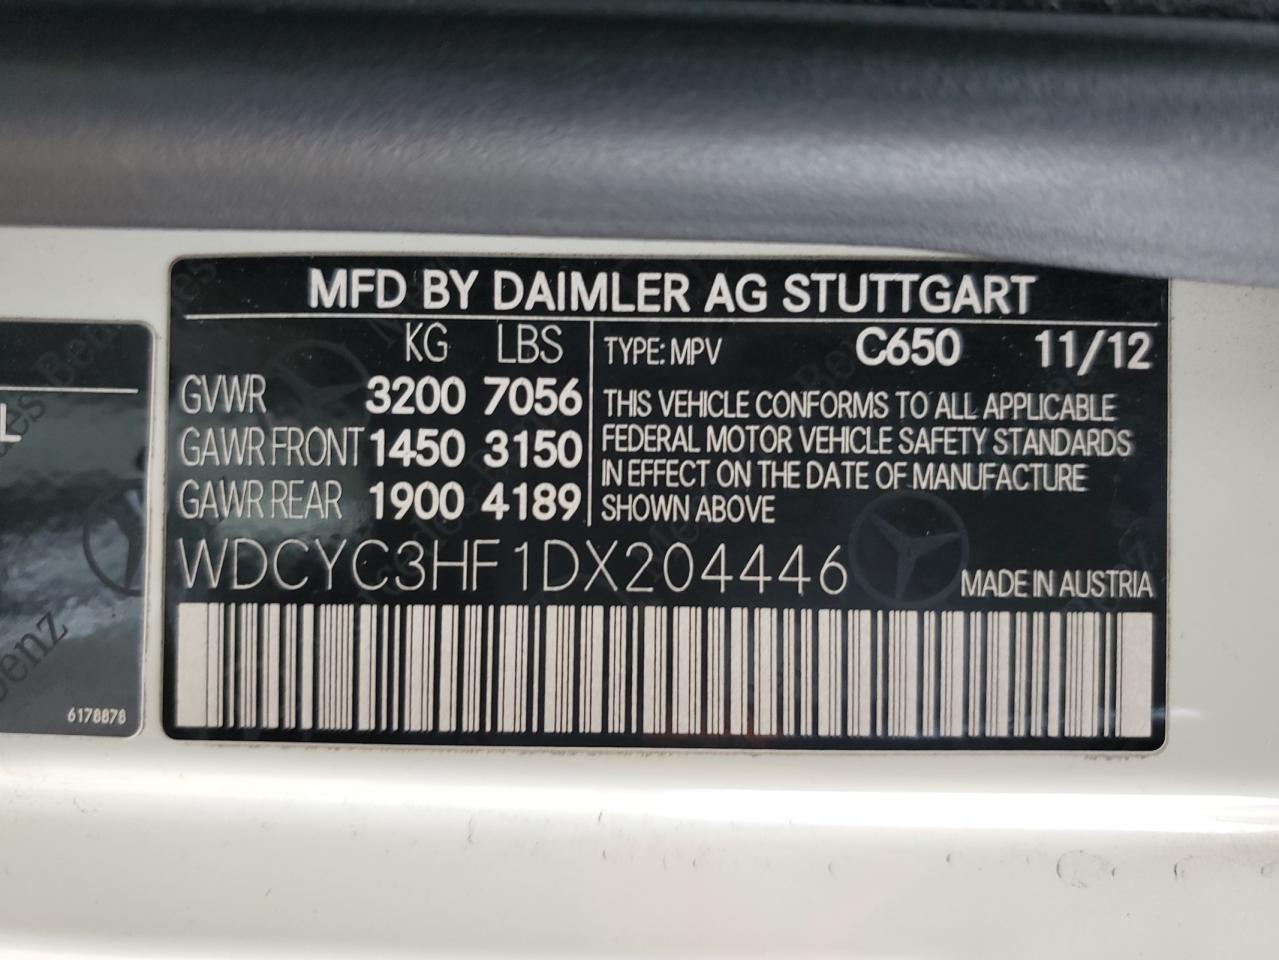 MFD BY DAIMLER AG STUTTGART
KG LBS
GVWR 3200 7056
GAWR FRONT 1450 3150
GAWR REAR 1900 4189
TYPE: MPV C650 11/12
THIS VEHICLE CONFORMS TO ALL APPLICABLE
FEDERAL MOTOR VEHICLE SAFETY STANDARDS
IN EFFECT ON THE DATE OF MANUFACTURE
SHOWN ABOVE
WDCYC3HF1DX204446
MADE IN AUSTRIA
L
6178878